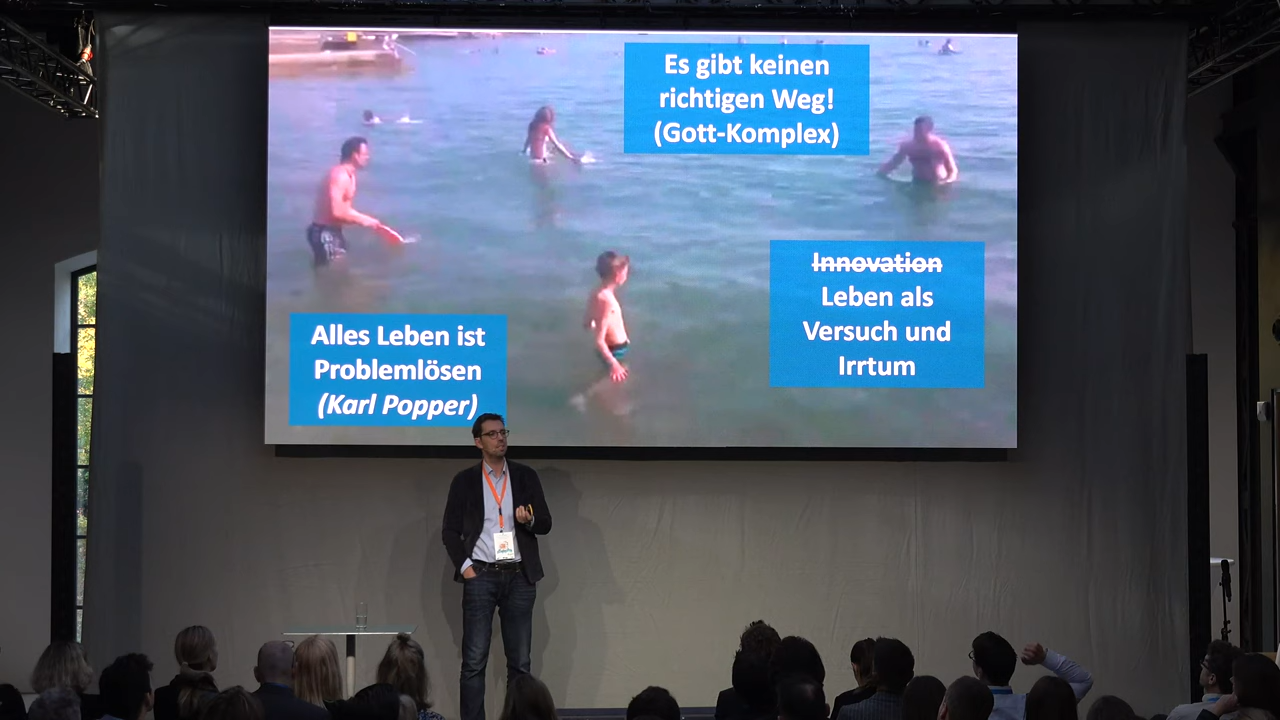 Es gibt keinen
richtigen Weg!
(Gott-Komplex)
Innovation
Leben als
Versuch und
Irrtum
Alles Leben ist
Problemlösen
(Karl Popper)